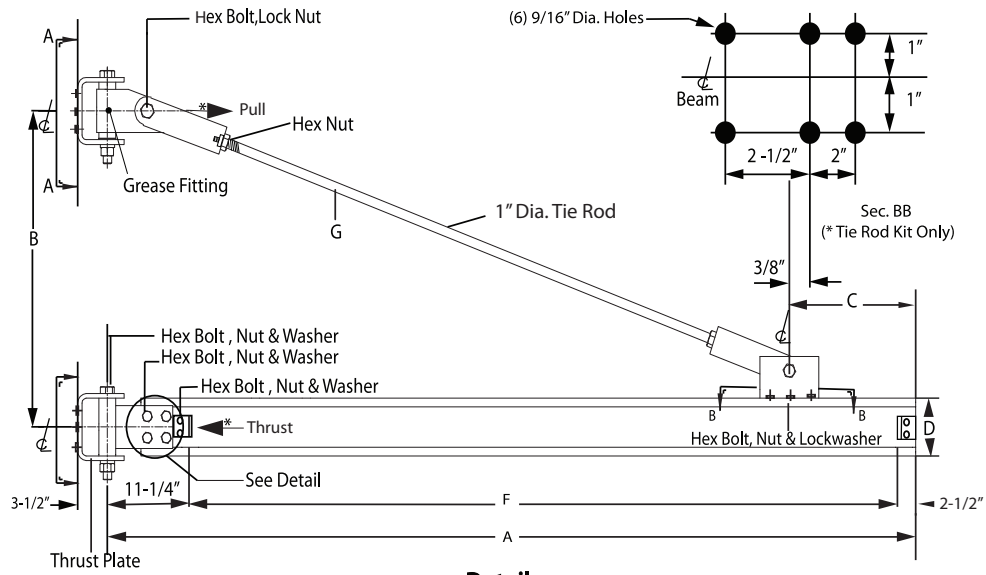 Hex Bolt,Lock Nut
(6) 9/16” Dia. Holes
A
1”
℄
Beam
1”
* Pull
Hex Nut
℄
2 -1/2”
2”
A
Grease Fitting
1” Dia. Tie Rod
Sec. BB
(* Tie Rod Kit Only)
G
B
3/8”
C
℄
Hex Bolt , Nut & Washer
Hex Bolt , Nut & Washer
Hex Bolt , Nut & Washer
B
B
* Thrust
D
℄
Hex Bolt, Nut & Lockwasher
See Detail
11-1/4”
3-1/2”
F
2-1/2”
A
Thrust Plate